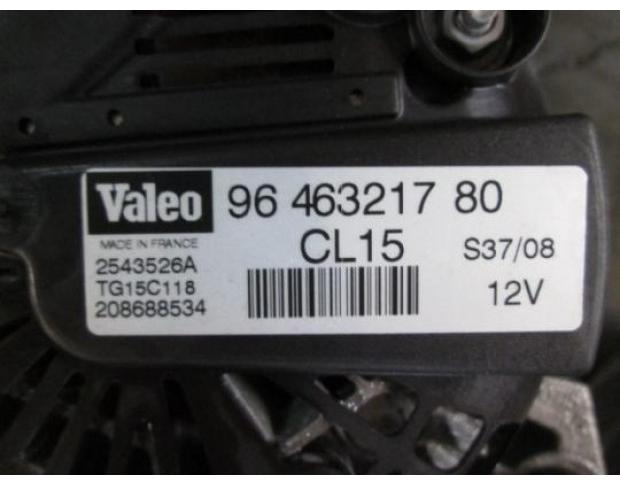 Valeo 96 463217 80
MADE IN FRANCE CL15 S37/08
2543526A
TG15C118 12V
208688534